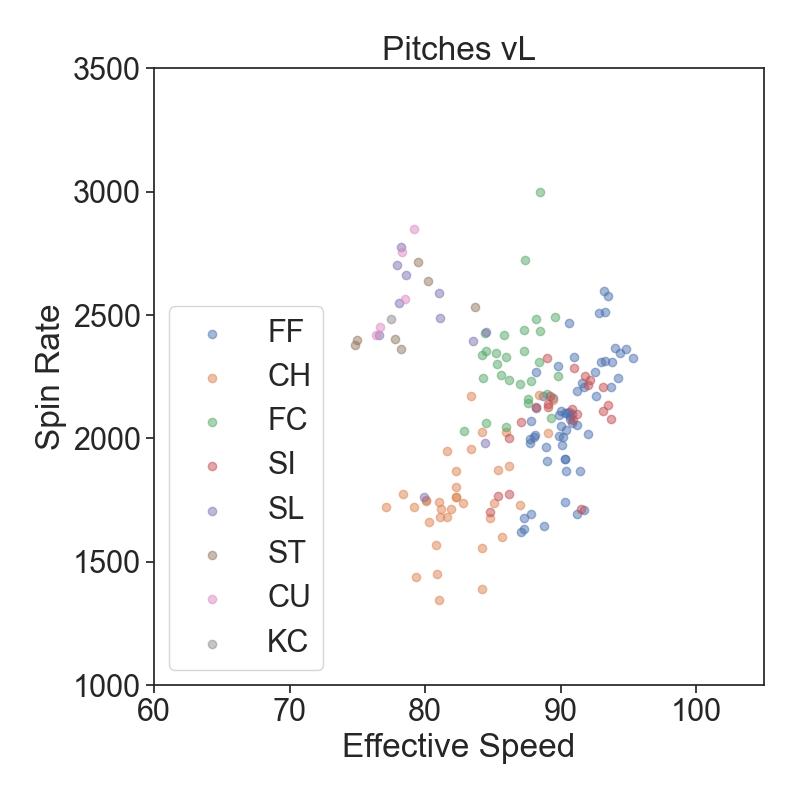 Pitches vL
3500
3000
2500
2000
1500
1000
Spin Rate
FF
CH
FC
SI
SL
ST
CU
KC
60 70 80 90 100
Effective Speed